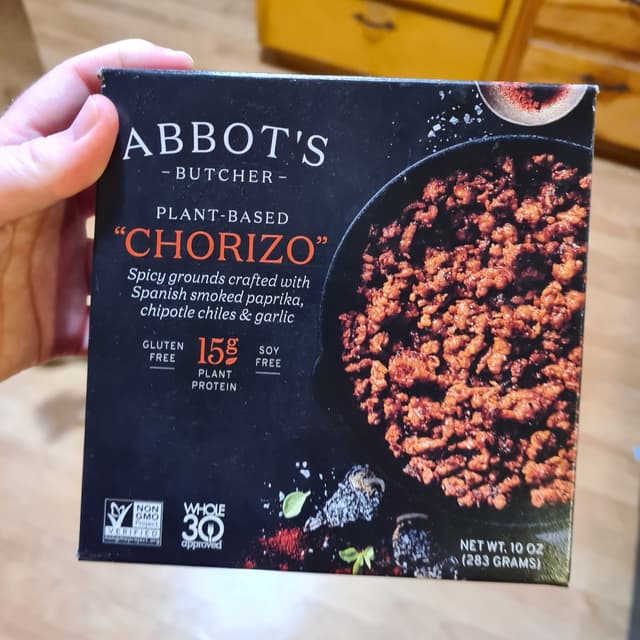 ABBOT'S
-BUTCHER-
PLANT-BASED
"CHORIZO"
Spicy grounds crafted with
Spanish smoked paprika,
chipotle chiles & garlic
GLUTEN
FREE
15g
PLANT
PROTEIN
SOY
FREE
NON
GMO
VERIFIED
WHOLE
30
approved
NET WT. 10 OZ
(283 GRAMS)